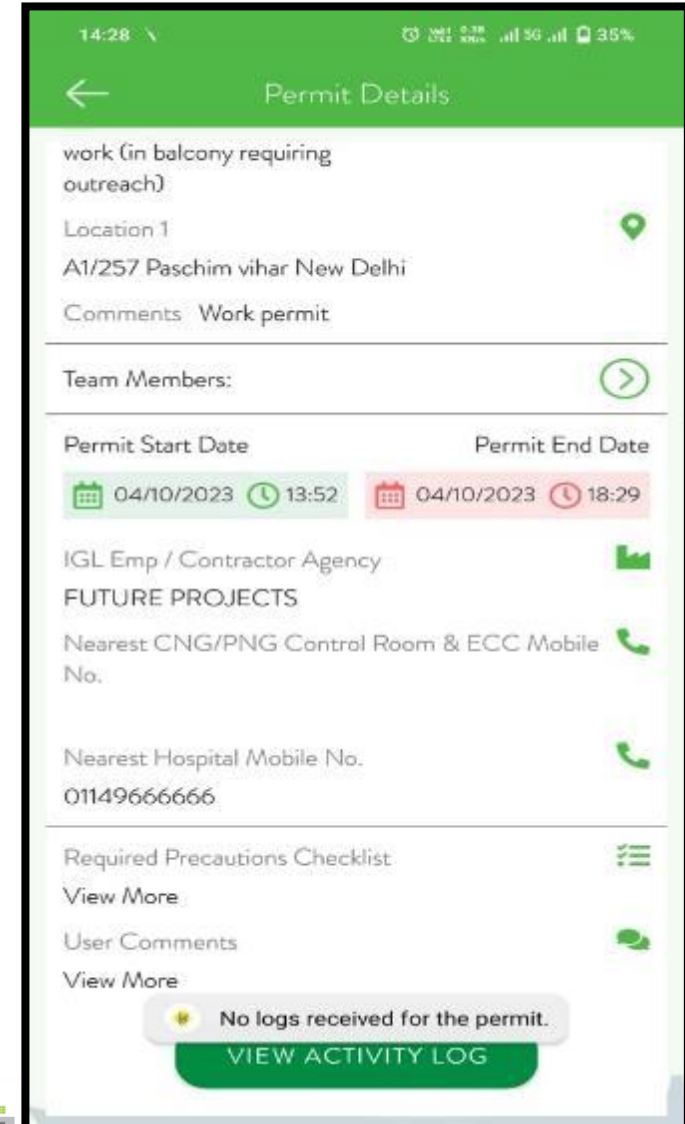 14:28
5G 35%
Permit Details
work (in balcony requiring
outreach)
Location 1
A1/257 Paschim vihar New Delhi
Comments Work permit
Team Members:
Permit Start Date Permit End Date
04/10/2023 13:52 04/10/2023 18:29
IGL Emp / Contractor Agency
FUTURE PROJECTS
Nearest CNG/PNG Control Room & ECC Mobile
No.
Nearest Hospital Mobile No.
01149666666
Required Precautions Checklist
View More
User Comments
View More
No logs received for the permit.
VIEW ACTIVITY LOG